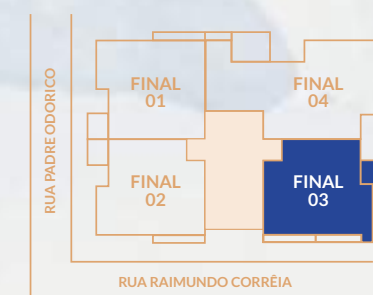 RUA PADRE ODORICO
FINAL
01
FINAL
04
FINAL
02
FINAL
03
RUA RAIMUNDO CORRÊIA